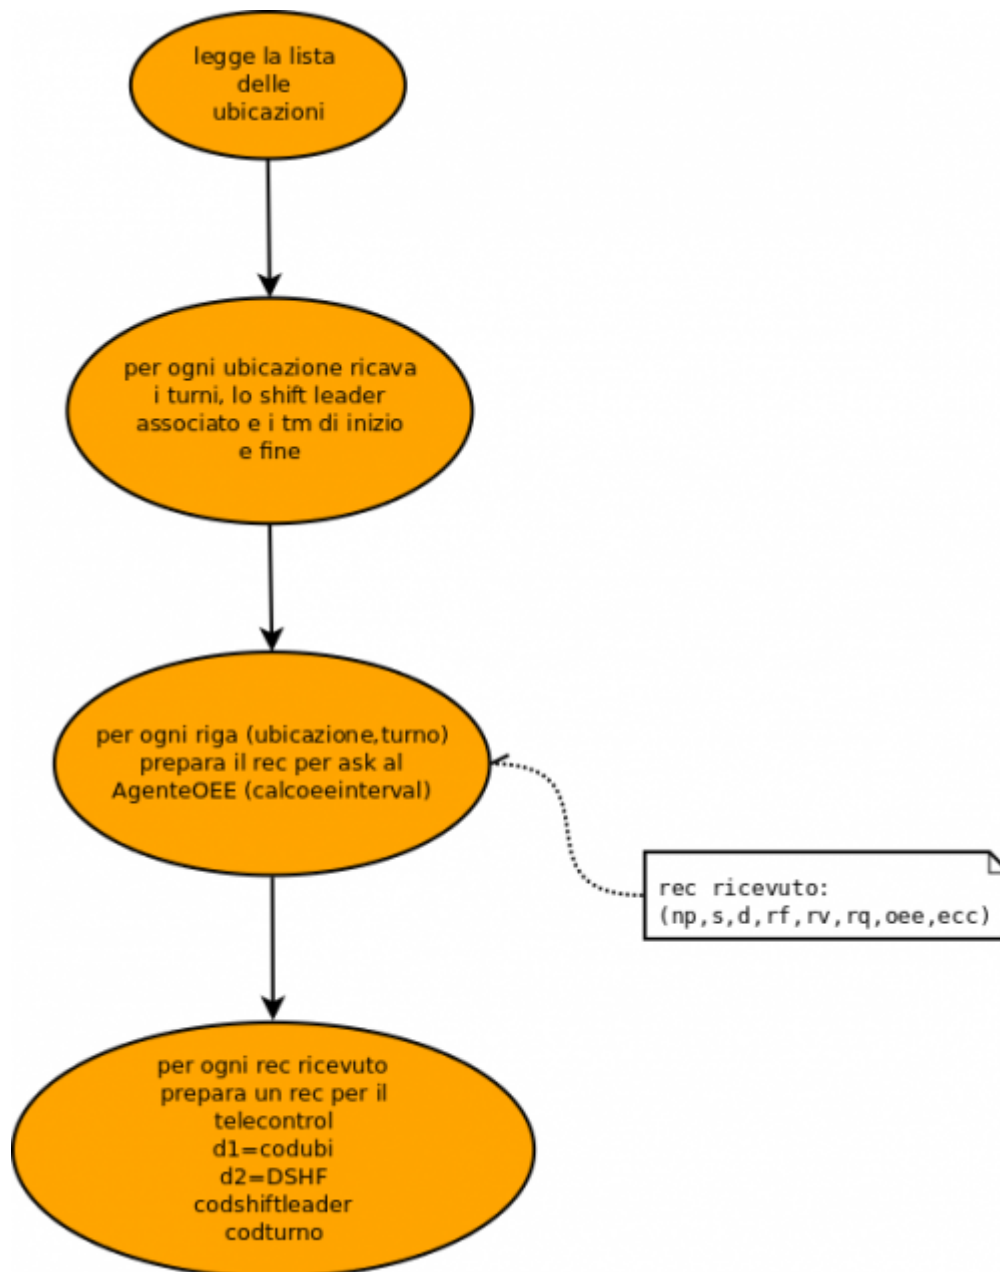 legge la lista
delle
ubicazioni
per ogni ubicazione ricava
i turni, lo shift leader
associato e i tm di inizio
e fine
per ogni riga (ubicazione,turno)
prepara il rec per ask al
AgenteOEE (calcoeeinterval)
rec ricevuto:
(np,s,d,rf,rv,rq,oee,ecc)
per ogni rec ricevuto
prepara un rec per il
telecontrol
d1=codubi
d2=DSHF
codshiftleader
codturno